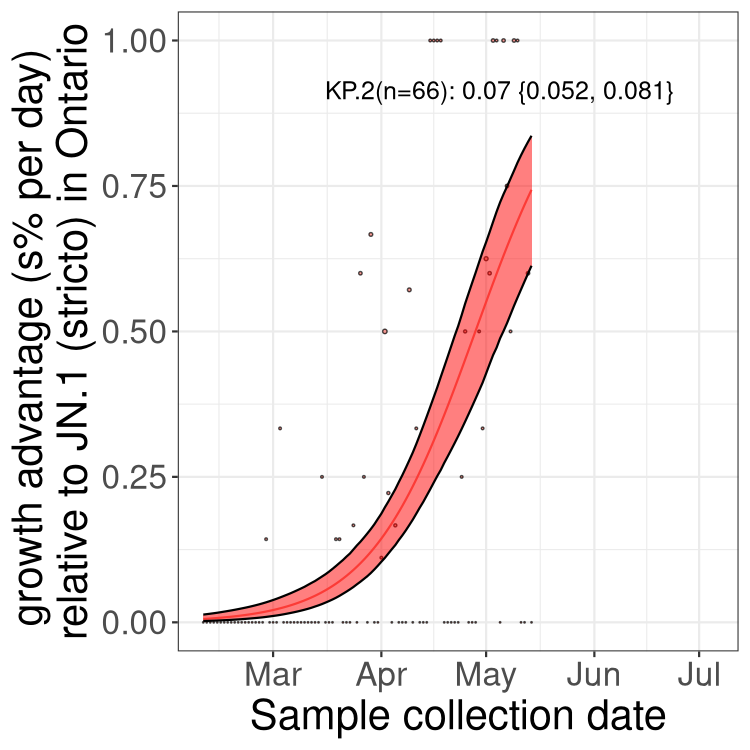 growth advantage (s% per day)
relative to JN.1 (stricto) in Ontario
1.00
0.75
0.50
0.25
0.00
KP.2(n=66): 0.07 {0.052, 0.081}
Mar Apr May Jun Jul
Sample collection date